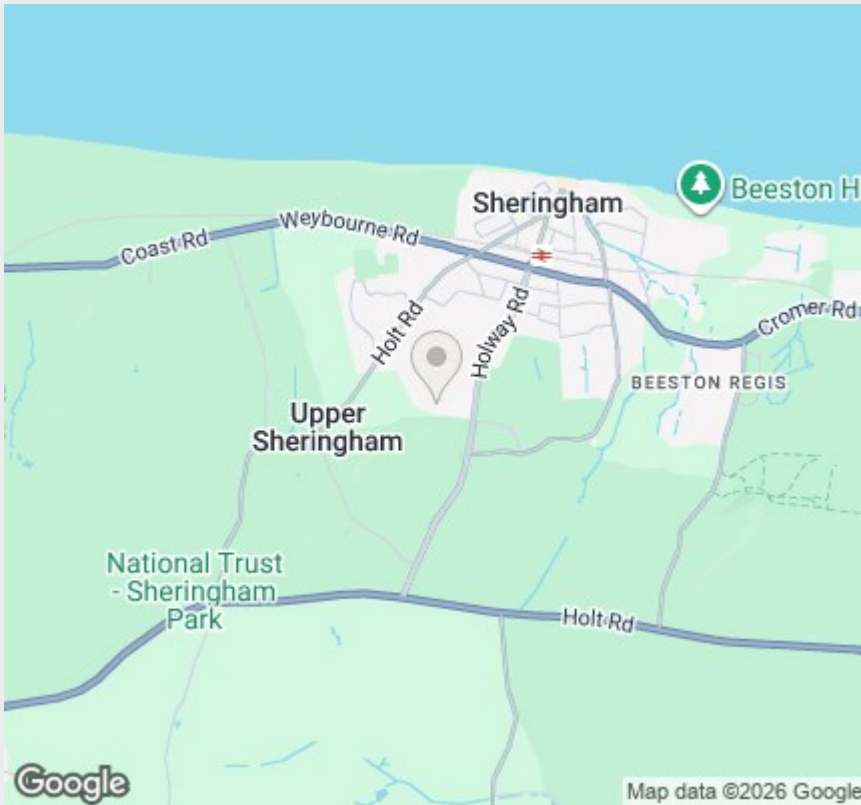 Sheringham
Beeston H
Weybourne Rd
Coast Rd
Holt Rd
Holway Rd
Cromer Rd
BEESTON REGIS
Upper
Sheringham
National Trust
- Sheringham
Park
Holt Rd
Google
Map data ©2026 Google